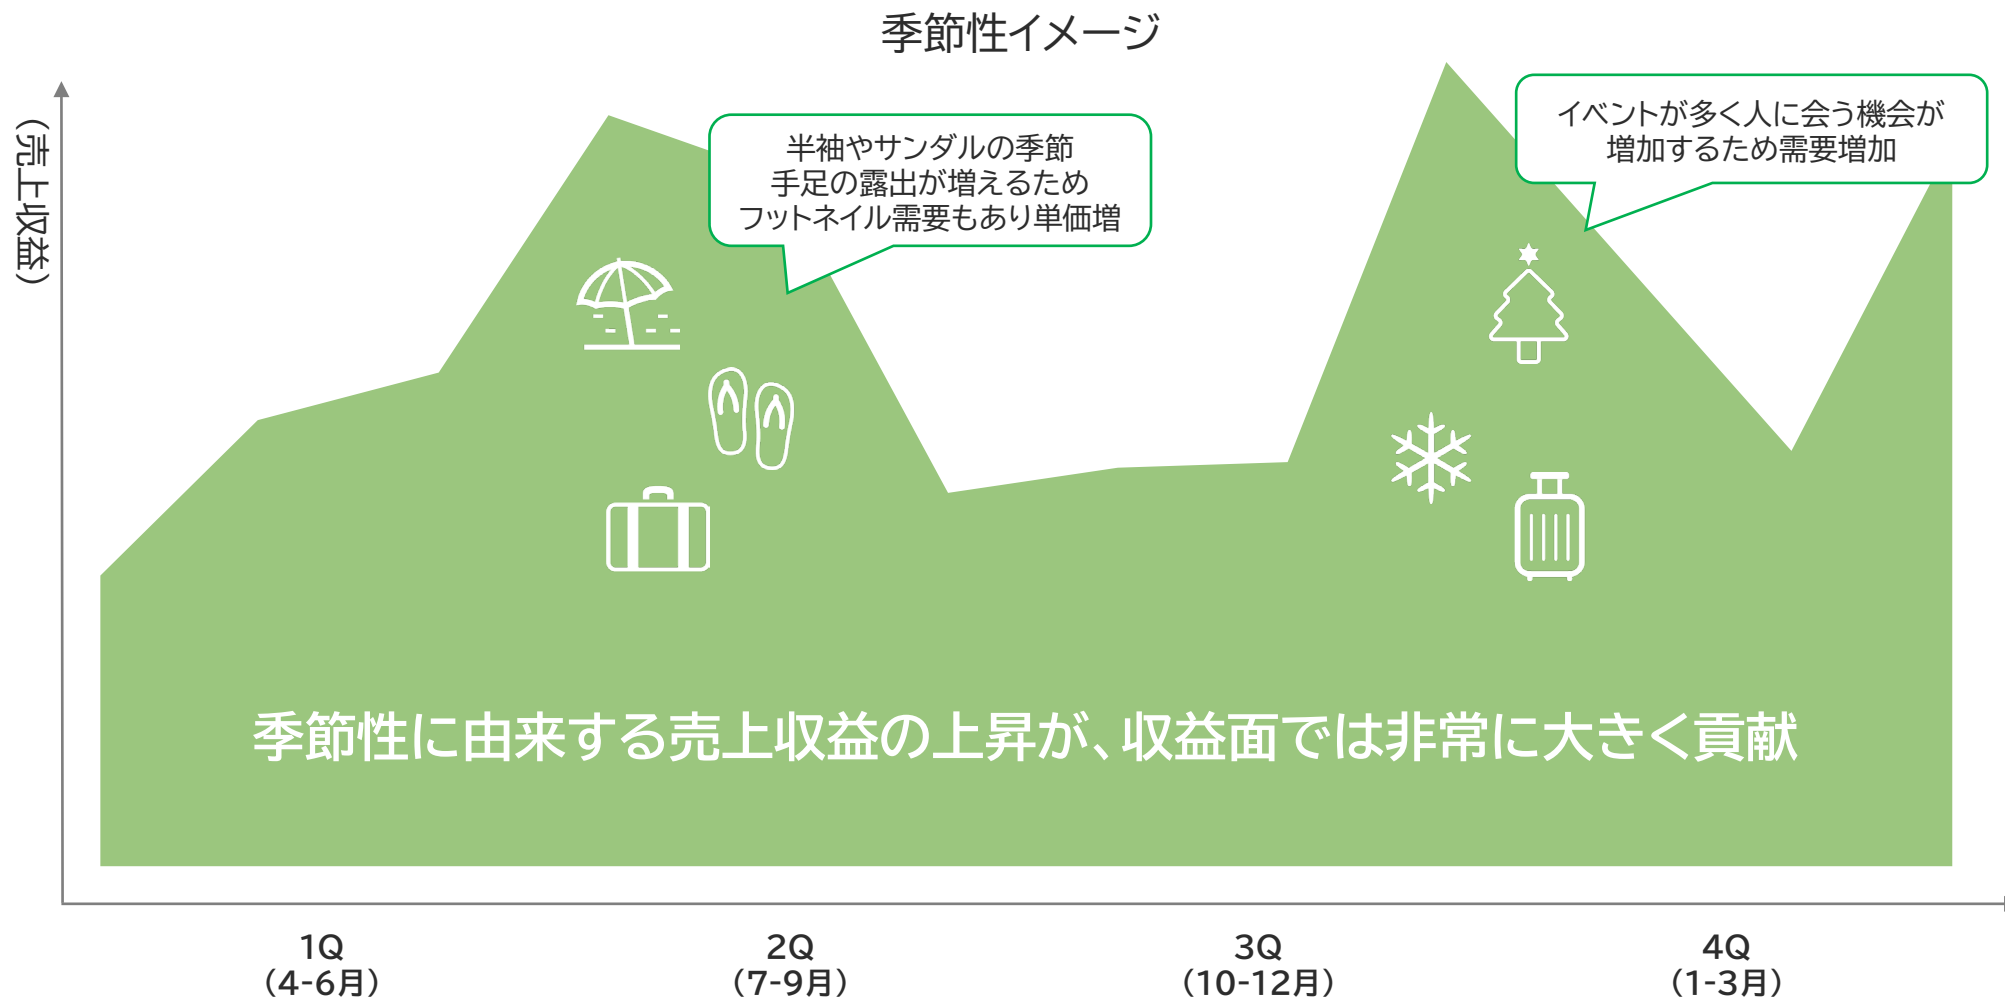 季節性イメージ
（売上収益）
半袖やサンダルの季節
手足の露出が増えるため
フットネイル需要もあり単価増
イベントが多く人に会う機会が
増加するため需要増加
季節性に由来する売上収益の上昇が、収益面では非常に大きく貢献
1Q
（4-6月）
2Q
（7-9月）
3Q
（10-12月）
4Q
（1-3月）